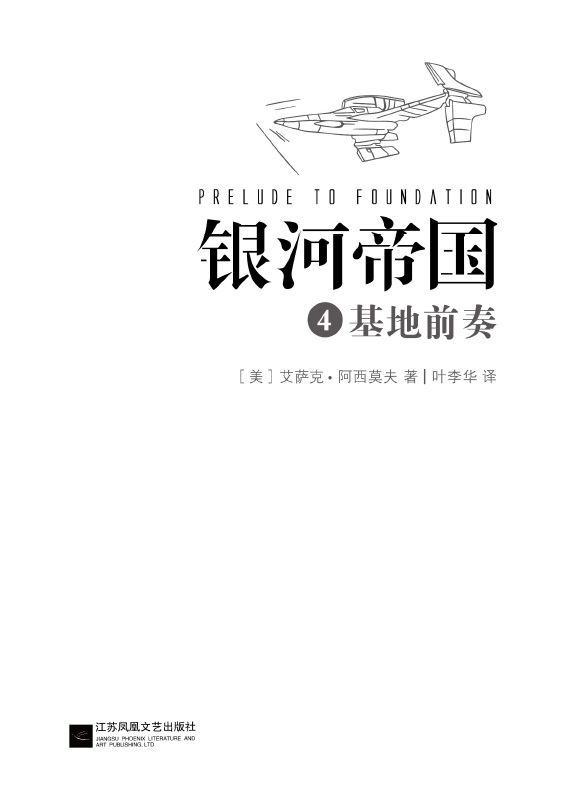 PRELUDE TO FOUNDATION
银河帝国
4 基地前奏
［美］艾萨克·阿西莫夫 著 | 叶李华 译
江苏凤凰文艺出版社
JIANGSU PHOENIX LITERATURE AND
ART PUBLISHING,LTD